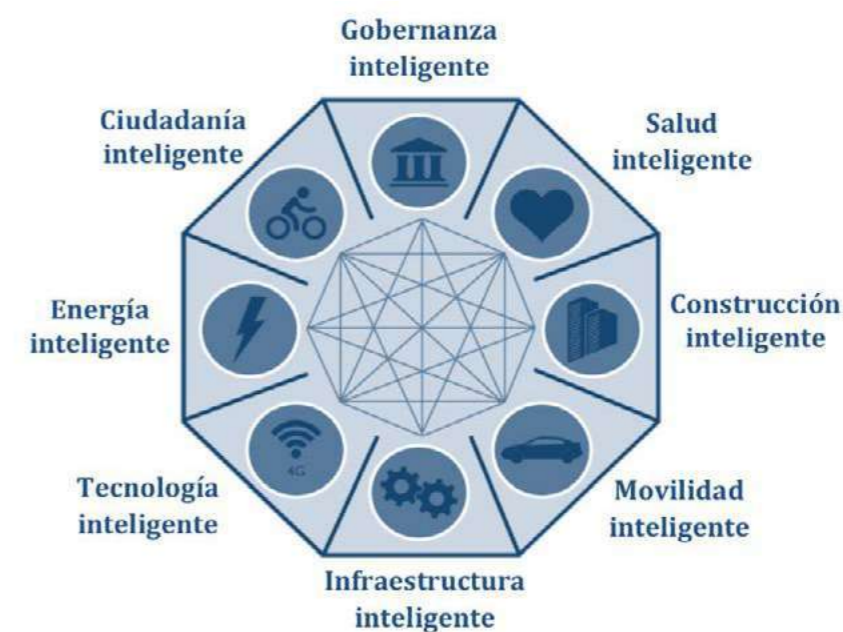 Gobernanza
inteligente
Salud
inteligente
Construcción
inteligente
Movilidad
inteligente
Infraestructura
inteligente
Tecnología
inteligente
4G
Energía
inteligente
Ciudadanía
inteligente